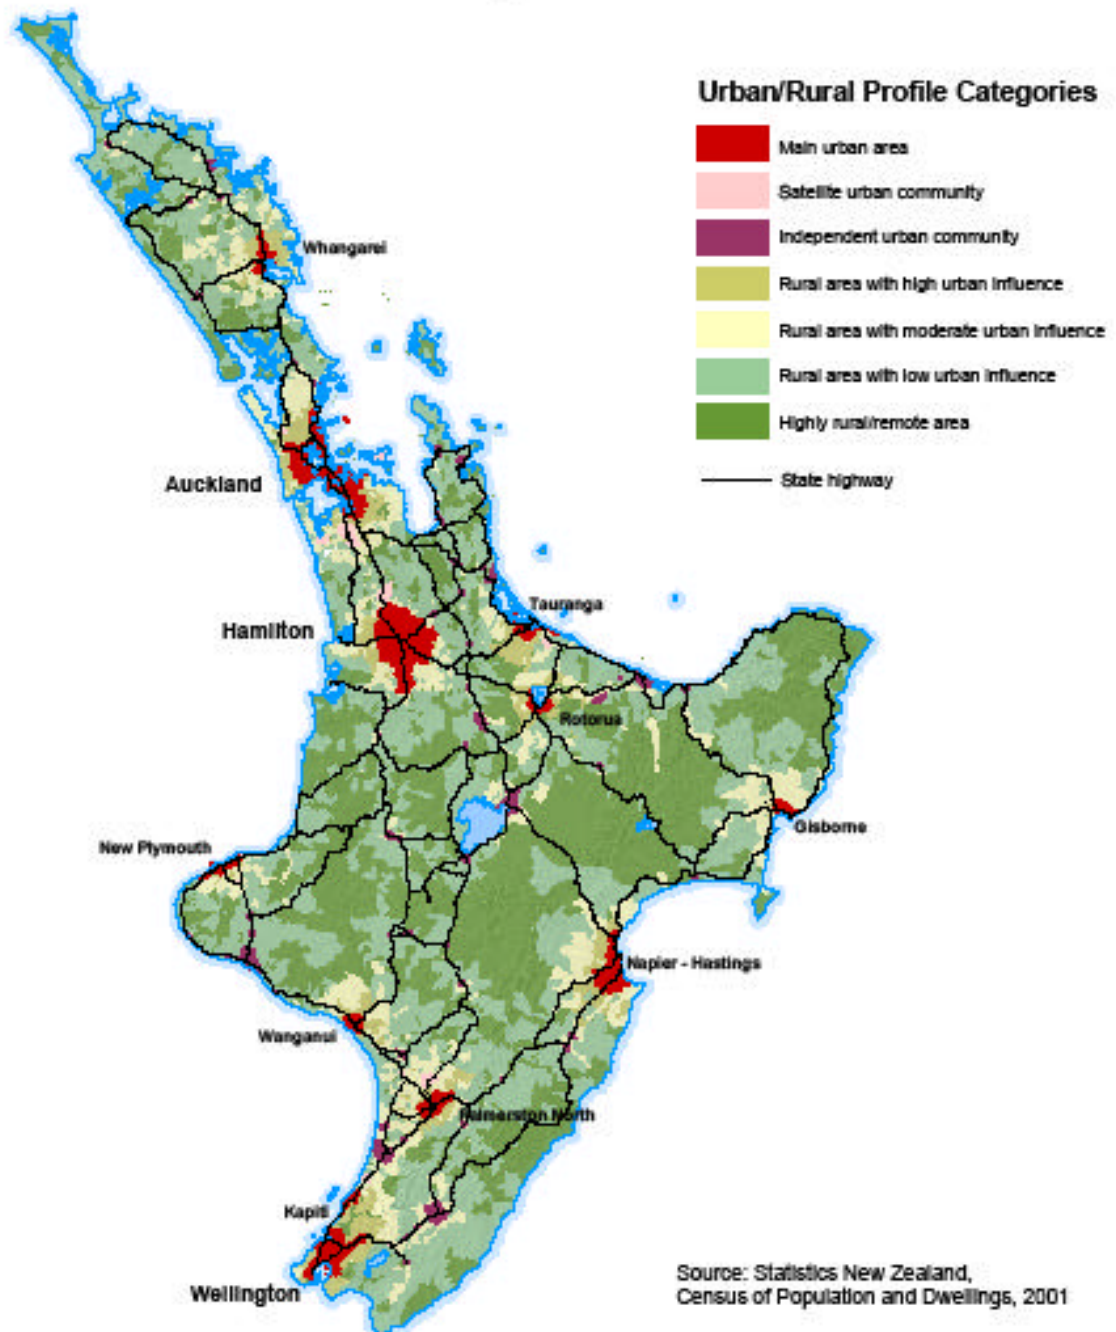 Urban/Rural Profile Categories
Main urban area
Satellite urban community
Independent urban community
Rural area with high urban influence
Rural area with moderate urban influence
Rural area with low urban influence
Highly rural/remote area
State highway
Whangarei
Auckland
Tauranga
Hamilton
Rotorua
Gisborne
New Plymouth
Napier - Hastings
Wanganui
Palmerston North
Kapiti
Wellington
Source: Statistics New Zealand,
Census of Population and Dwellings, 2001